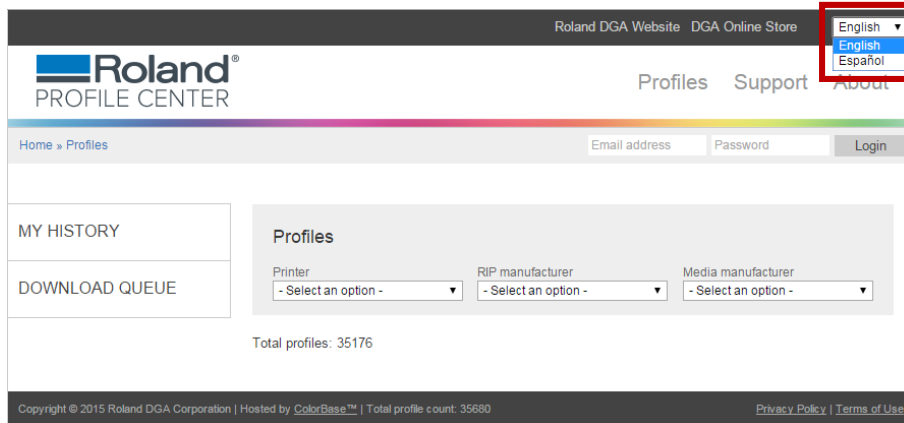 Roland DGA Website DGA Online Store English ▼
English
Español
Roland®
PROFILE CENTER
Profiles Support About
Home » Profiles Email address Password Login
MY HISTORY
DOWNLOAD QUEUE
Profiles
Printer RIP manufacturer Media manufacturer
- Select an option - ▼ - Select an option - ▼ - Select an option - ▼
Total profiles: 35176
Copyright © 2015 Roland DGA Corporation | Hosted by ColorBase™ | Total profile count: 35680 Privacy Policy | Terms of Use